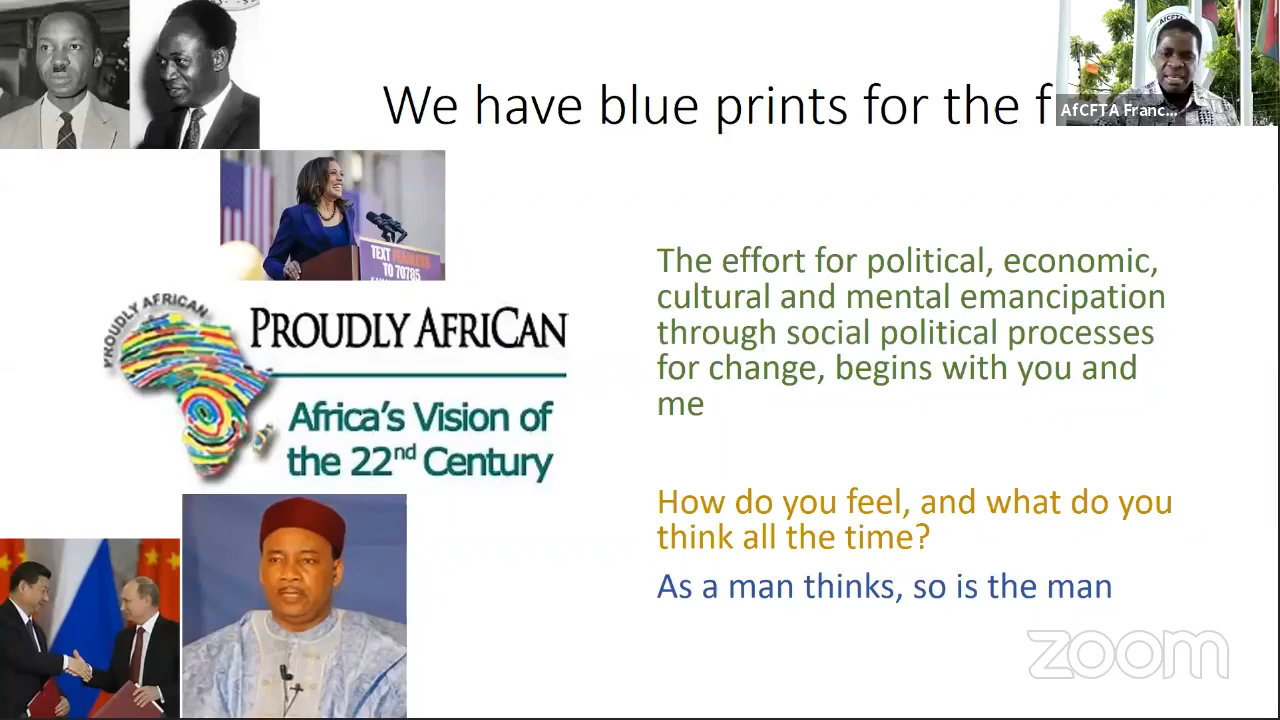 We have blue prints for the f
AfCFTA Franc...
TEXT
TO 70785
PROUDLY AFRICAN
PROUDLY AFRICAN
Africa's Vision of
the 22nd Century
The effort for political, economic,
cultural and mental emancipation
through social political processes
for change, begins with you and
me
How do you feel, and what do you
think all the time?
As a man thinks, so is the man
zoom